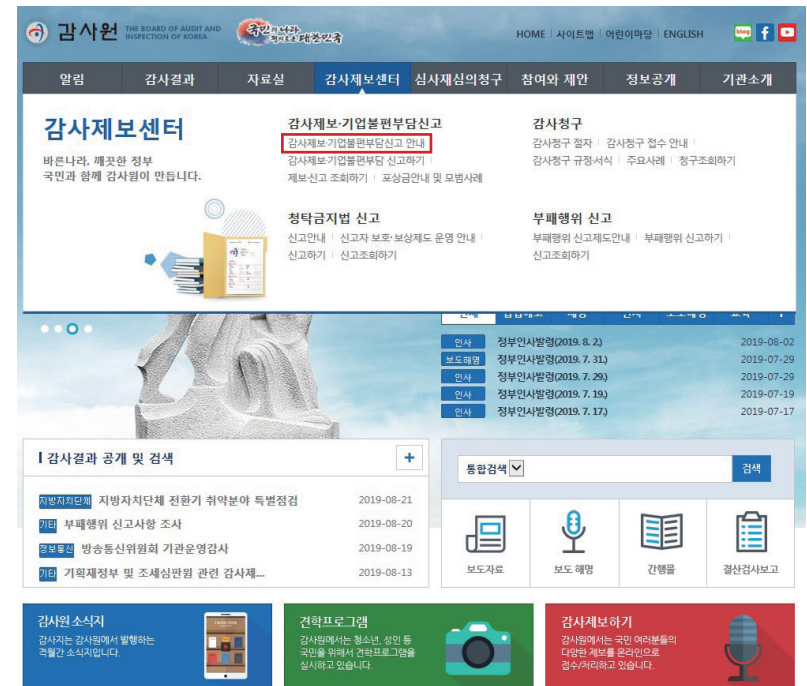 감사원 THE BOARD OF AUDIT AND INSPECTION OF KOREA
국민의 나라 정의로운 대한민국
HOME 사이트맵 어린이마당 ENGLISH
blog
알림 감사결과 자료실 감사제보센터 심사재심의청구 참여와 제안 정보공개 기관소개
감사제보센터
바른나라, 깨끗한 정부
국민과 함께 감사원이 만듭니다.
감사제보·기업불편부담신고
감사제보·기업불편부담신고 안내
감사제보·기업불편부담 신고하기
제보·신고 조회하기 포상금안내 및 모범사례
감사청구
감사청구 절차 감사청구 접수 안내
감사청구 규정·서식 주요사례 청구조회하기
청탁금지법 신고
신고안내 신고자 보호·보상제도 운영 안내
신고하기 신고조회하기
부패행위 신고
부패행위 신고제도안내 부패행위 신고하기
신고조회하기
인사 정부인사발령(2019. 8. 2.) 2019-08-02
보도해명 정부인사발령(2019. 7. 31.) 2019-07-29
인사 정부인사발령(2019. 7. 29.) 2019-07-29
인사 정부인사발령(2019. 7. 19.) 2019-07-19
인사 정부인사발령(2019. 7. 17.) 2019-07-17
감사결과 공개 및 검색 +
지방자치단체 지방자치단체 전환기 취약분야 특별점검 2019-08-21
기타 부패행위 신고사항 조사 2019-08-20
정보통신 방송통신위원회 기관운영감사 2019-08-19
기타 기획재정부 및 조세심판원 관련 감사제... 2019-08-13
통합검색 검색
보도자료 보도 해명 간행물 결산검사보고
감사원 소식지
감사지는 감사원에서 발행하는
격월간 소식지입니다.
견학프로그램
감사원에서는 청소년, 성인 등
국민을 위해서 견학프로그램을
실시하고 있습니다.
감사제보하기
감사원에서는 국민 여러분들의
다양한 제보를 온라인으로
접수/처리하고 있습니다.